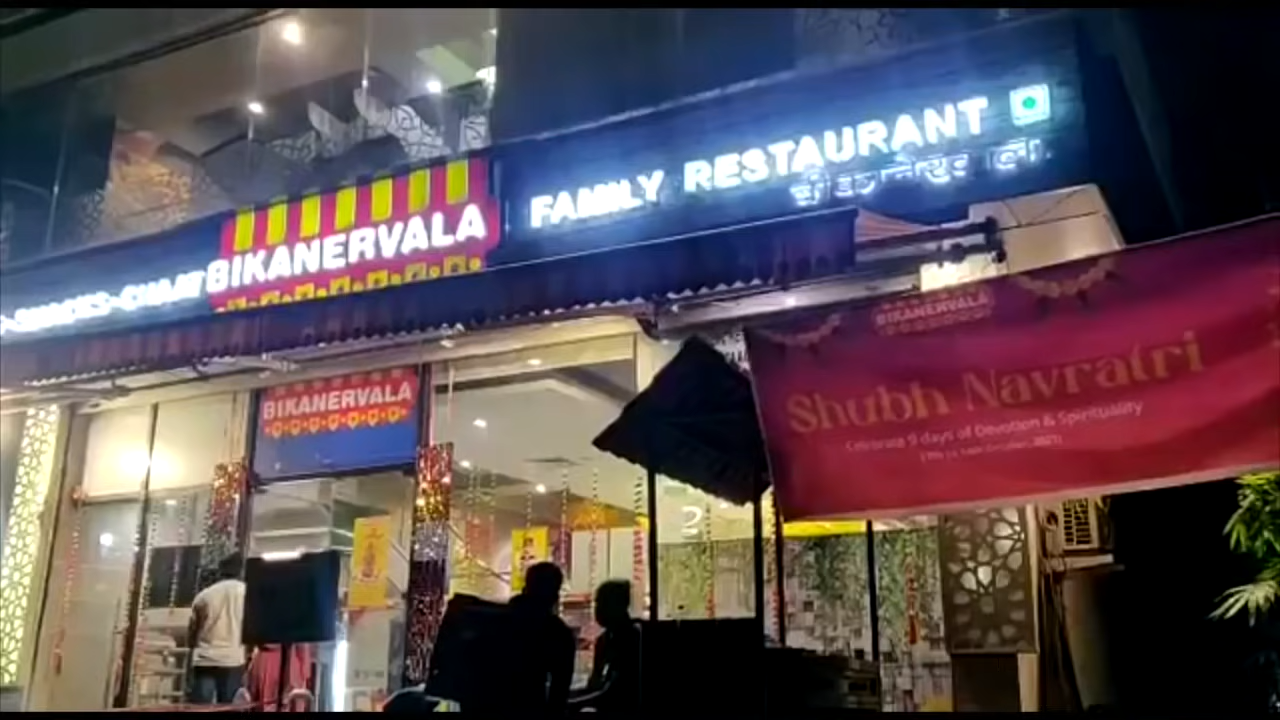 BIKANERVALA
FAMILY RESTAURANT
BIKANERVALA
BIKANERVALA
Shubh Navratri
Celebrate 9 days of Devotion & Spirituality